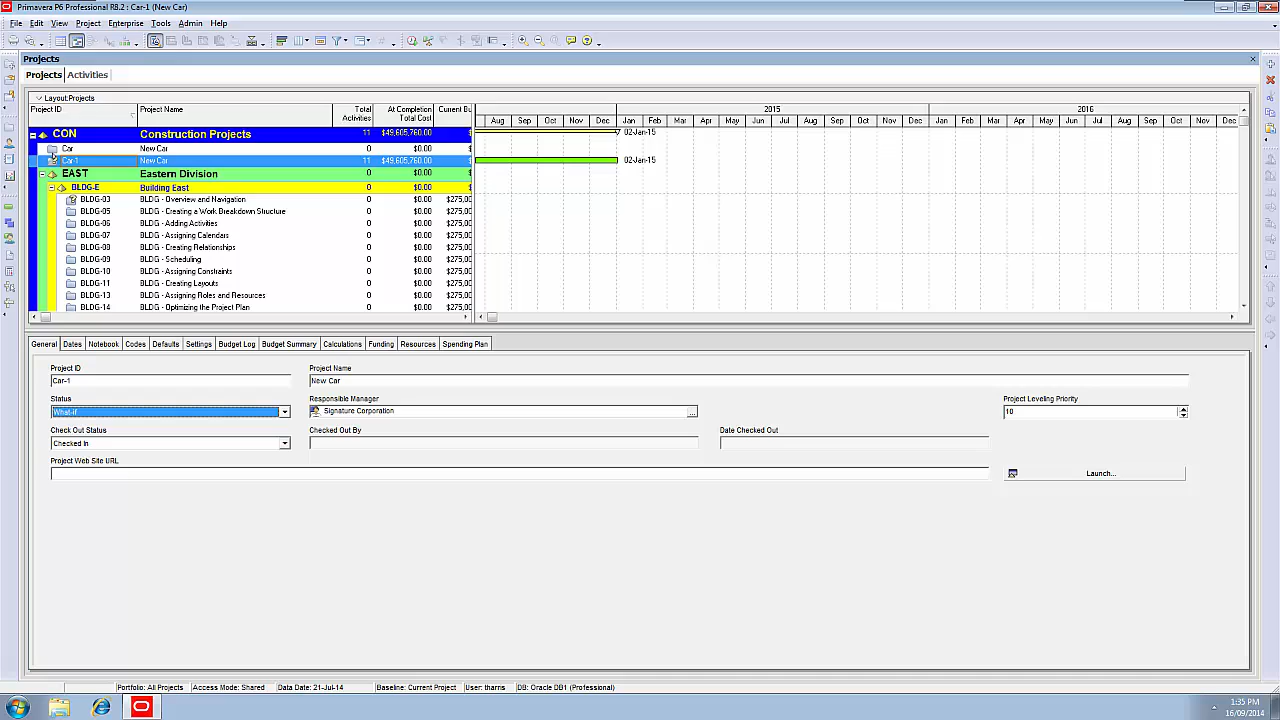 Primavera P6 Professional R8.2 : Car-1 (New Car)
File Edit View Project Enterprise Tools Admin Help
Projects
Projects Activities
Layout:Projects
Project ID Project Name Total Activities At Completion Total Cost Current Bu 2015 2016
Aug Sep Oct Nov Dec Jan Feb Mar Apr May Jun Jul Aug Sep Oct Nov Dec Jan Feb Mar Apr May Jun Jul Aug Sep Oct Nov Dec
CON Construction Projects 11 $49,605,760.00 02-Jan-15
Car New Car 0 $0.00
Car-1 New Car 11 $49,605,760.00 02-Jan-15
EAST Eastern Division 0 $0.00
BLDG-E Building East 0 $0.00
BLDG-03 BLDG - Overview and Navigation 0 $0.00 $275,00
BLDG-05 BLDG - Creating a Work Breakdown Structure 0 $0.00 $275,00
BLDG-06 BLDG - Adding Activities 0 $0.00 $275,00
BLDG-07 BLDG - Assigning Calendars 0 $0.00 $275,00
BLDG-08 BLDG - Creating Relationships 0 $0.00 $275,00
BLDG-09 BLDG - Scheduling 0 $0.00 $275,00
BLDG-10 BLDG - Assigning Constraints 0 $0.00 $275,00
BLDG-11 BLDG - Creating Layouts 0 $0.00 $275,00
BLDG-13 BLDG - Assigning Roles and Resources 0 $0.00 $275,00
BLDG-14 BLDG - Optimizing the Project Plan 0 $0.00 $275,00
General Dates Notebook Codes Defaults Settings Budget Log Budget Summary Calculations Funding Resources Spending Plan
Project ID Project Name
Car-1 New Car
Status Responsible Manager Project Leveling Priority
What-if Signature Corporation ... 10
Check Out Status Checked Out By Date Checked Out
Checked In
Project Web Site URL
Launch...
Portfolio: All Projects Access Mode: Shared Data Date: 21-Jul-14 Baseline: Current Project User: tharris DB: Oracle DB1 (Professional)
1:35 PM
16/09/2014